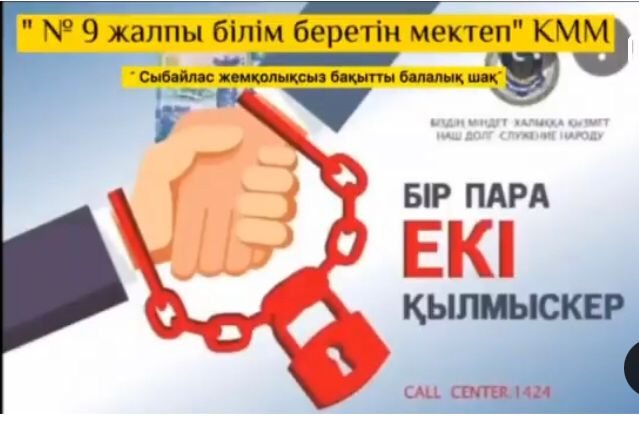 " № 9 жалпы білім беретін мектеп" КММ
" Сыбайлас жемқолықсыз бақытты балалық шақ"
БІЗДІҢ МІНДЕТ ХАЛЫҚҚА ҚЫЗМЕТ
НАШ ДОЛГ СЛУЖЕНИЕ НАРОДУ
БІР ПАРА
ЕКІ
ҚЫЛМЫСКЕР
CALL CENTER:1424